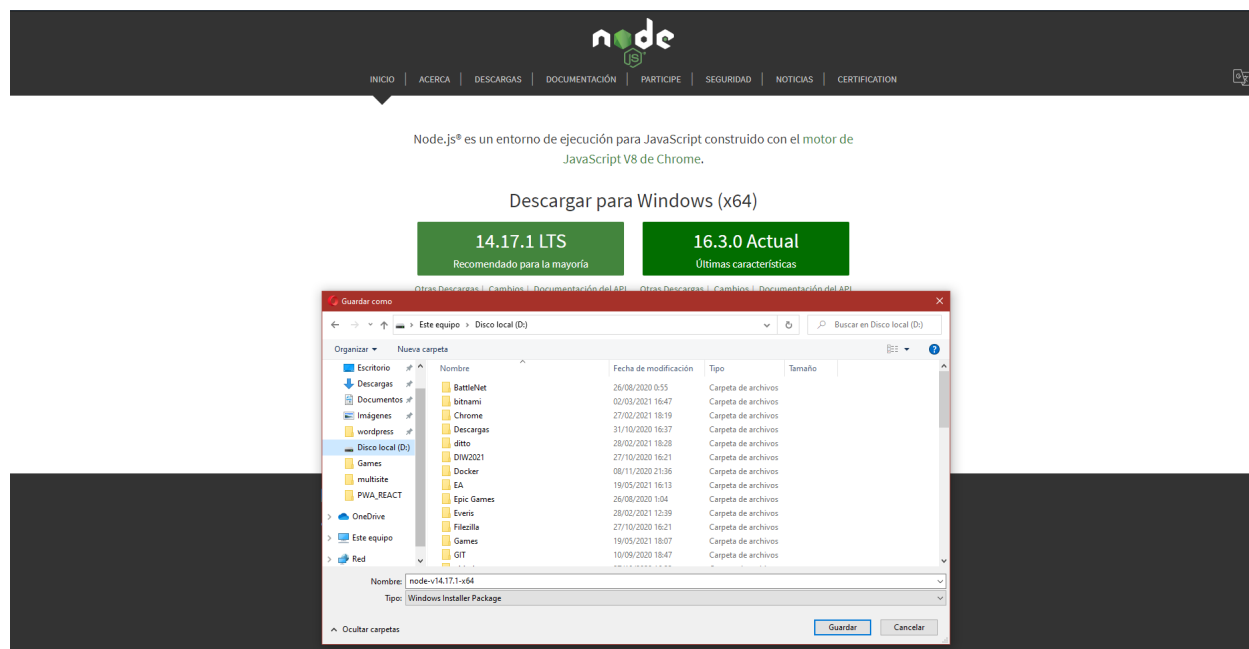 node
JS
INICIO | ACERCA | DESCARGAS | DOCUMENTACIÓN | PARTICIPE | SEGURIDAD | NOTICIAS | CERTIFICATION
Node.js® es un entorno de ejecución para JavaScript construido con el motor de
JavaScript V8 de Chrome.
Descargar para Windows (x64)
14.17.1 LTS
Recomendado para la mayoría
16.3.0 Actual
Últimas características
Otras Descargas | Cambios | Documentación del API Otras Descargas | Cambios | Documentación del API
Guardar como
Este equipo > Disco local (D:)
Buscar en Disco local (D:)
Organizar Nueva carpeta
Escritorio
Descargas
Documentos
Imágenes
wordpress
Disco local (D:)
Games
multisite
PWA_REACT
OneDrive
Este equipo
Red
Nombre Fecha de modificación Tipo Tamaño
BattleNet 26/08/2020 0:55 Carpeta de archivos
bitnami 02/03/2021 16:47 Carpeta de archivos
Chrome 27/02/2021 18:19 Carpeta de archivos
Descargas 31/10/2020 16:37 Carpeta de archivos
ditto 28/02/2021 18:28 Carpeta de archivos
DIW2021 27/10/2020 16:21 Carpeta de archivos
Docker 08/11/2020 21:36 Carpeta de archivos
EA 19/05/2021 16:13 Carpeta de archivos
Epic Games 26/08/2020 1:04 Carpeta de archivos
Everis 28/02/2021 12:39 Carpeta de archivos
Filezilla 27/10/2020 16:21 Carpeta de archivos
Games 19/05/2021 18:07 Carpeta de archivos
GIT 10/09/2020 18:47 Carpeta de archivos
Nombre: node-v14.17.1-x64
Tipo: Windows Installer Package
Ocultar carpetas
Guardar
Cancelar